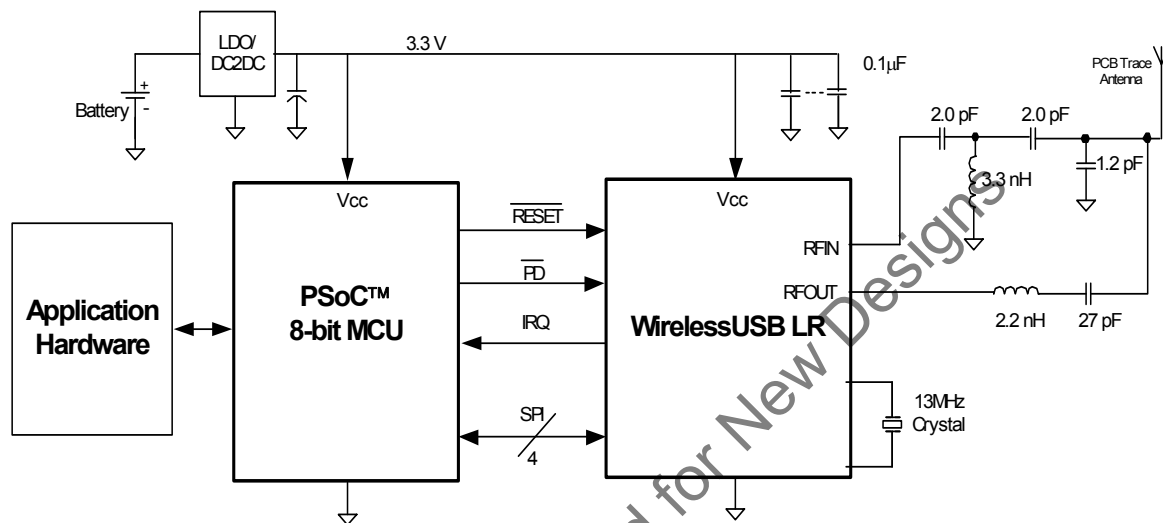 LDO/
DC2DC
3.3 V
0.1µF
PCB Trace
Antenna
+
-
Battery
2.0 pF
2.0 pF
1.2 pF
3.3 nH
Vcc
Vcc
RESET
RFIN
PD
RFOUT
Application
Hardware
PSoC™
8-bit MCU
IRQ
WirelessUSB LR
2.2 nH
27 pF
SPI
4
13MHz
Crystal
d for New Designs